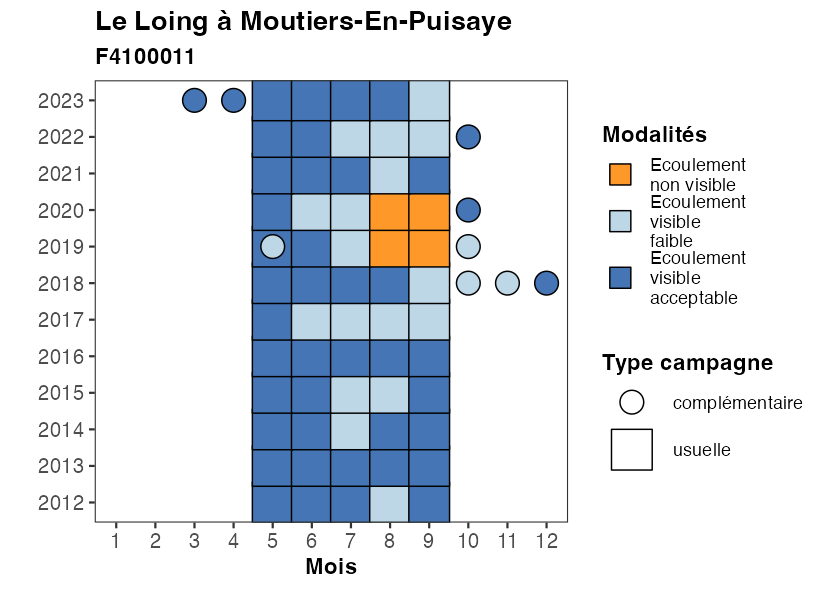 Le Loing à Moutiers-En-Puisaye
F4100011
2023
2022
2021
2020
2019
2018
2017
2016
2015
2014
2013
2012
1 2 3 4 5 6 7 8 9 10 11 12
Mois
Modalités
Ecoulement
non visible
Ecoulement
visible
faible
Ecoulement
visible
acceptable
Type campagne
complémentaire
usuelle